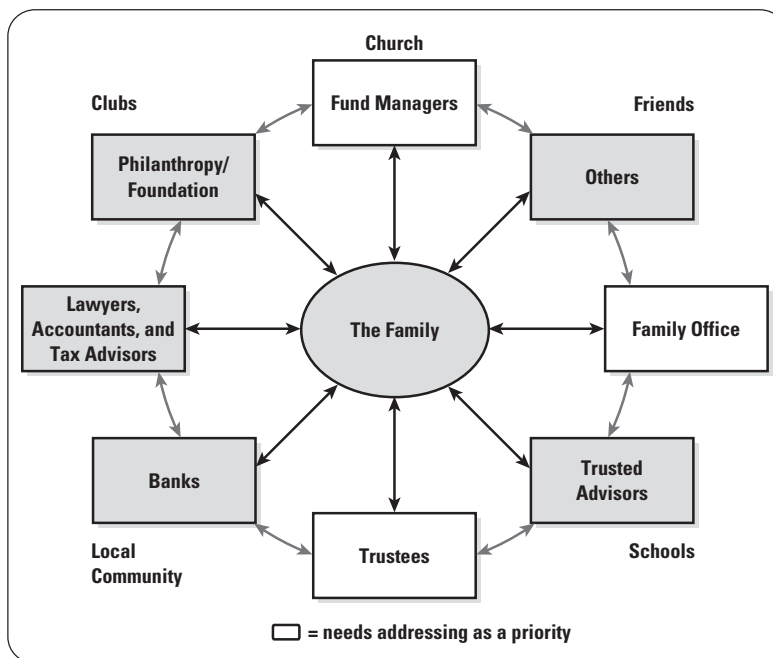 Church
Clubs
Fund Managers
Friends
Philanthropy/
Foundation
Others
Lawyers,
Accountants, and
Tax Advisors
The Family
Family Office
Banks
Trusted
Advisors
Trustees
Local
Community
Schools
= needs addressing as a priority